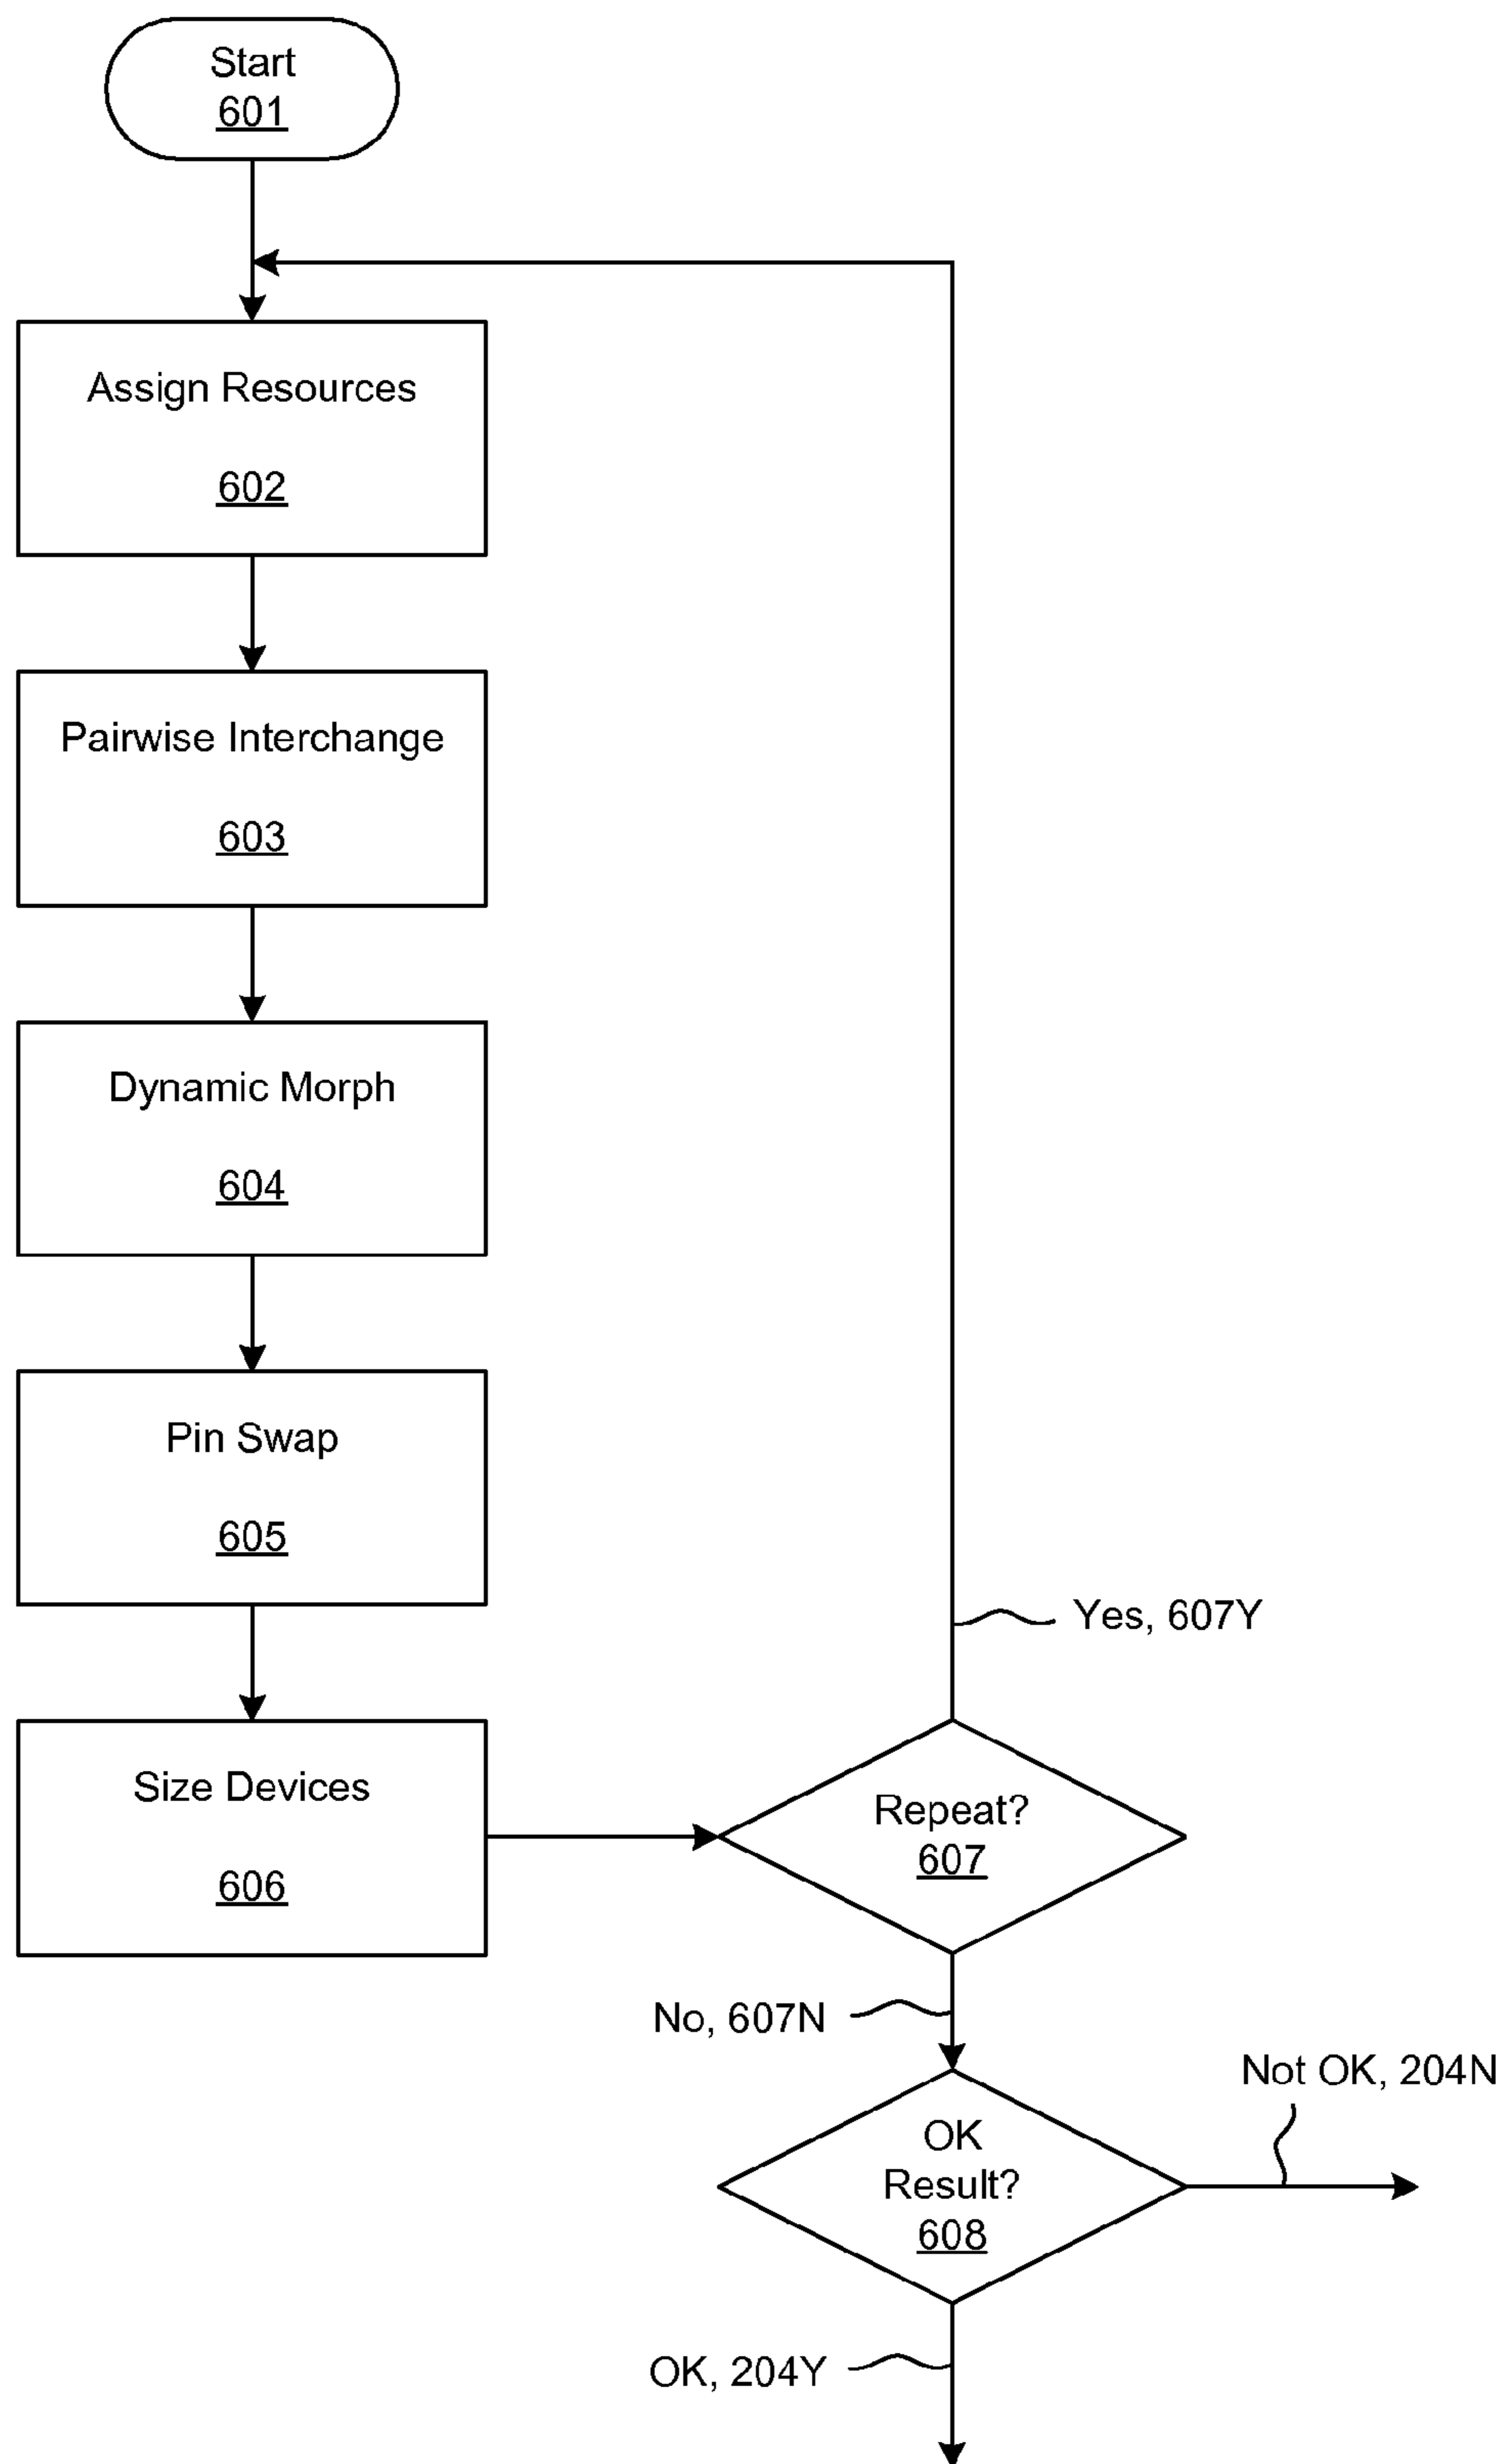 Start
601
Assign Resources
602
Pairwise Interchange
603
Dynamic Morph
604
Pin Swap
605
Yes, 607Y
Size Devices
606
Repeat?
607
No, 607N
Not OK, 204N
OK
Result?
608
OK, 204Y